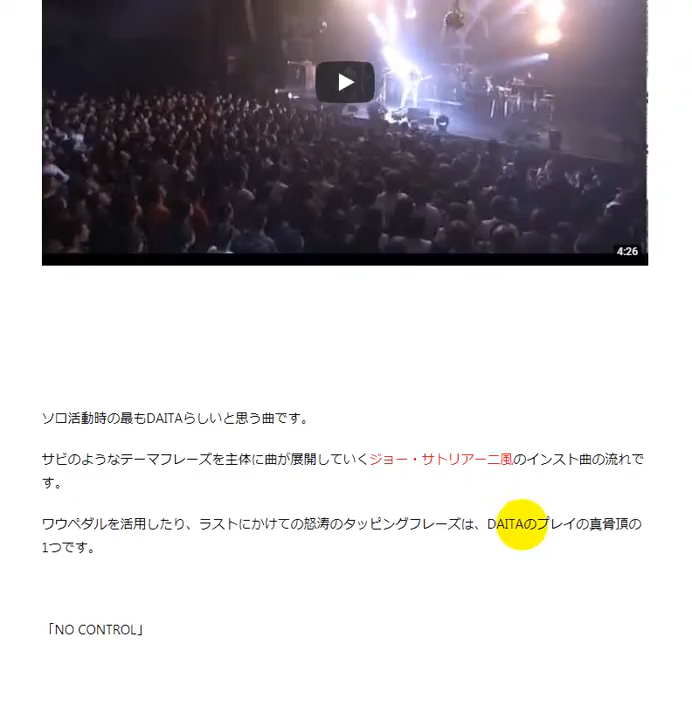 4:26
ソロ活動時の最もDAITAらしいと思う曲です。
サビのようなテーマフレーズを主体に曲が展開していくジョー・サトリアーニ風のインスト曲の流れで
す。
ワウペダルを活用したり、ラストにかけての怒涛のタッピングフレーズは、DAITAのプレイの真骨頂の
1つです。
「NO CONTROL」